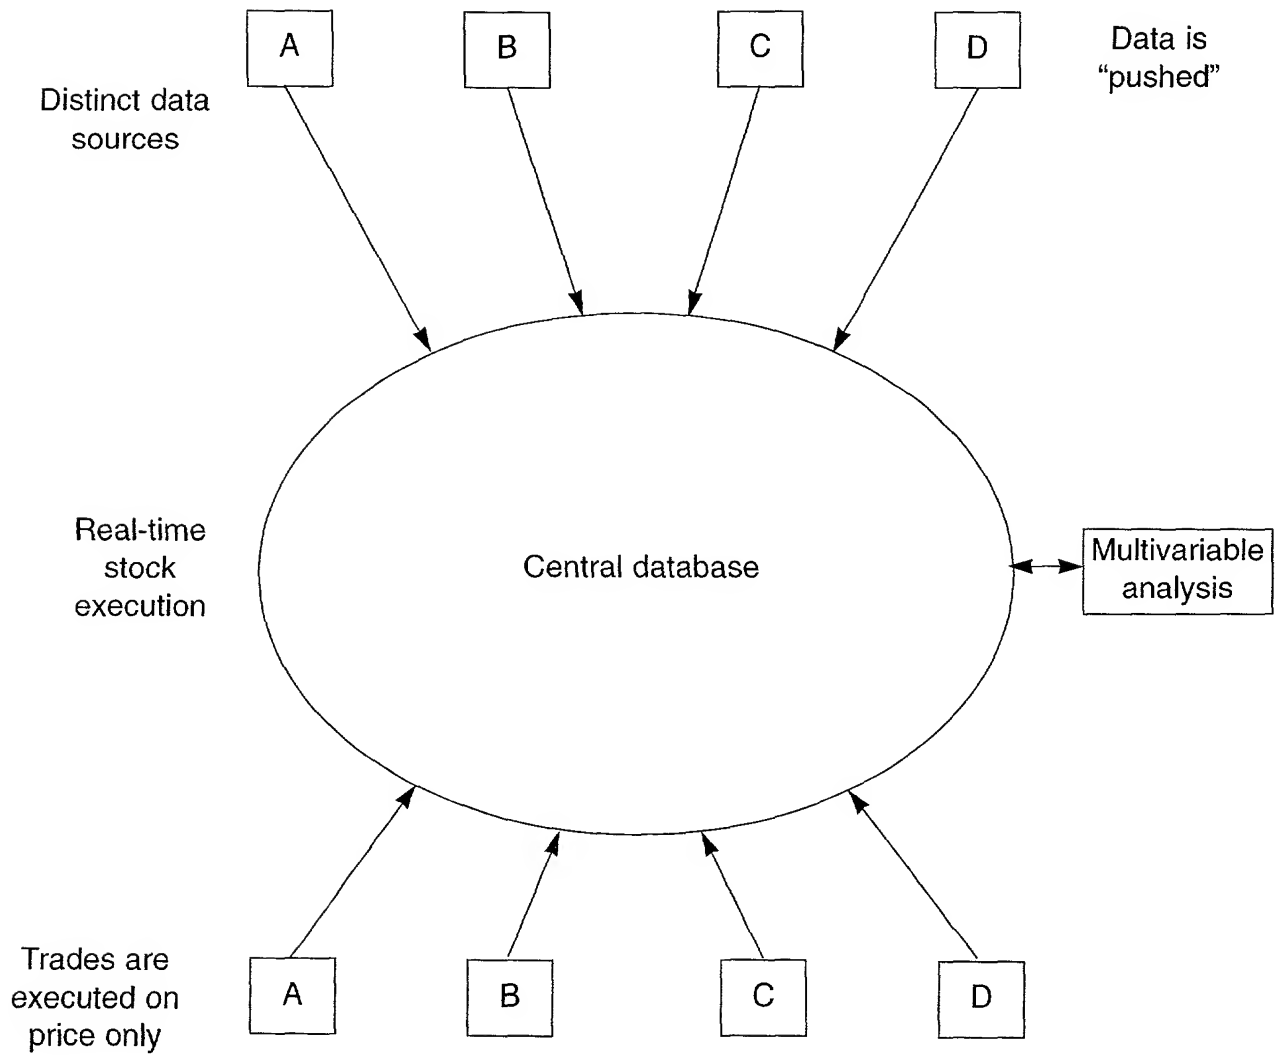 A
B
C
D
Data is
“pushed”
Distinct data
sources
Real-time
stock
execution
Central database
Multivariable
analysis
Trades are
executed on
price only
A
B
C
D